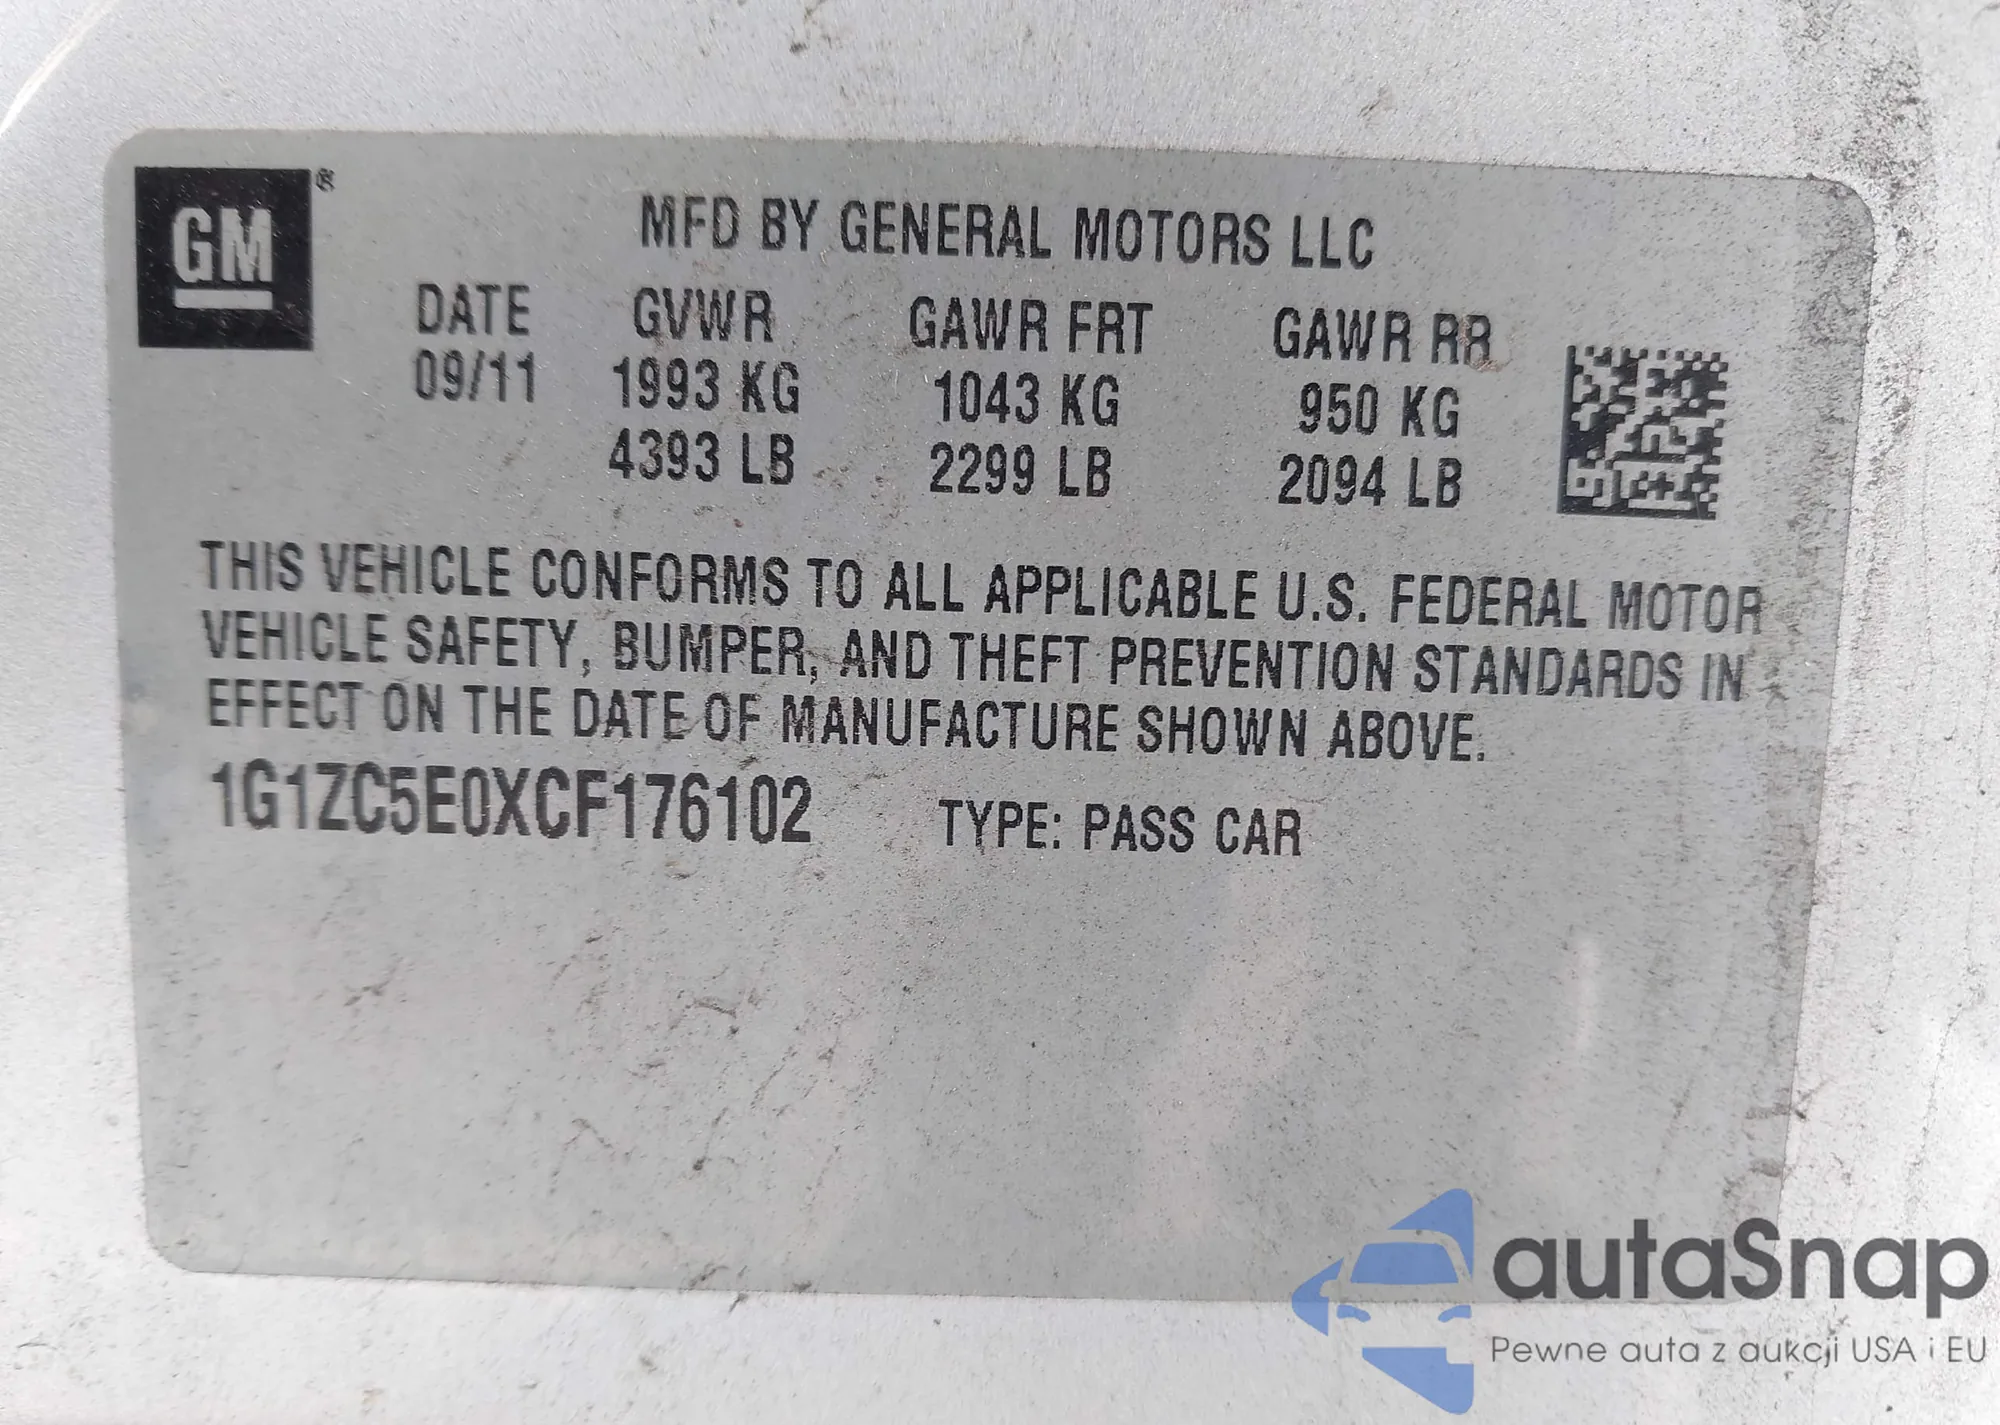 GM ®
MFD BY GENERAL MOTORS LLC
DATE GVWR GAWR FRT GAWR RR
09/11 1993 KG 1043 KG 950 KG
4393 LB 2299 LB 2094 LB
THIS VEHICLE CONFORMS TO ALL APPLICABLE U.S. FEDERAL MOTOR
VEHICLE SAFETY, BUMPER, AND THEFT PREVENTION STANDARDS IN
EFFECT ON THE DATE OF MANUFACTURE SHOWN ABOVE.
1G1ZC5E0XCF176102 TYPE: PASS CAR
autaSnap
Pewne auta z aukcji USA i EU